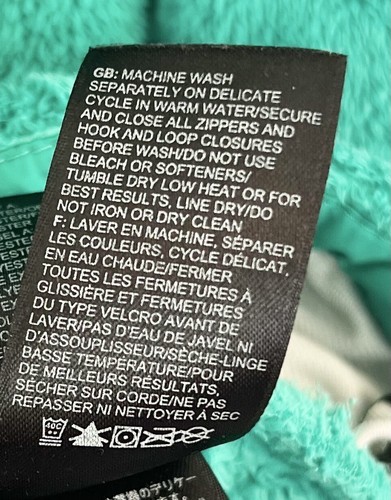 GB: MACHINE WASH
SEPARATELY ON DELICATE
CYCLE IN WARM WATER/SECURE
AND CLOSE ALL ZIPPERS AND
HOOK AND LOOP CLOSURES
BEFORE WASH/DO NOT USE
BLEACH OR SOFTENERS/
TUMBLE DRY LOW HEAT OR FOR
BEST RESULTS, LINE DRY/DO
NOT IRON OR DRY CLEAN
F: LAVER EN MACHINE, SÉPARER
LES COULEURS, CYCLE DÉLICAT,
EN EAU CHAUDE/FERMER
TOUTES LES FERMETURES À
GLISSIÈRE ET FERMETURES
DU TYPE VELCRO AVANT DE
LAVER/PAS D'EAU DE JAVEL NI
D'ASSOUPLISSEUR/SÈCHE-LINGE
BASSE TEMPÉRATURE/POUR
DE MEILLEURS RÉSULTATS,
SÉCHER SUR CORDE/NE PAS
REPASSER NI NETTOYER À SEC
40C